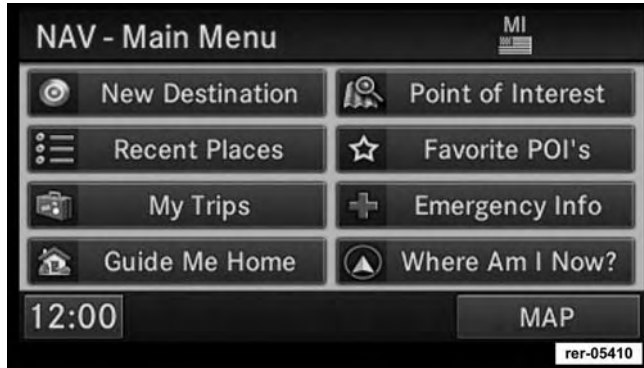 NAV - Main Menu
MI
New Destination
Point of Interest
Recent Places
Favorite POI's
My Trips
Emergency Info
Guide Me Home
Where Am I Now?
12:00
MAP
rer-05410